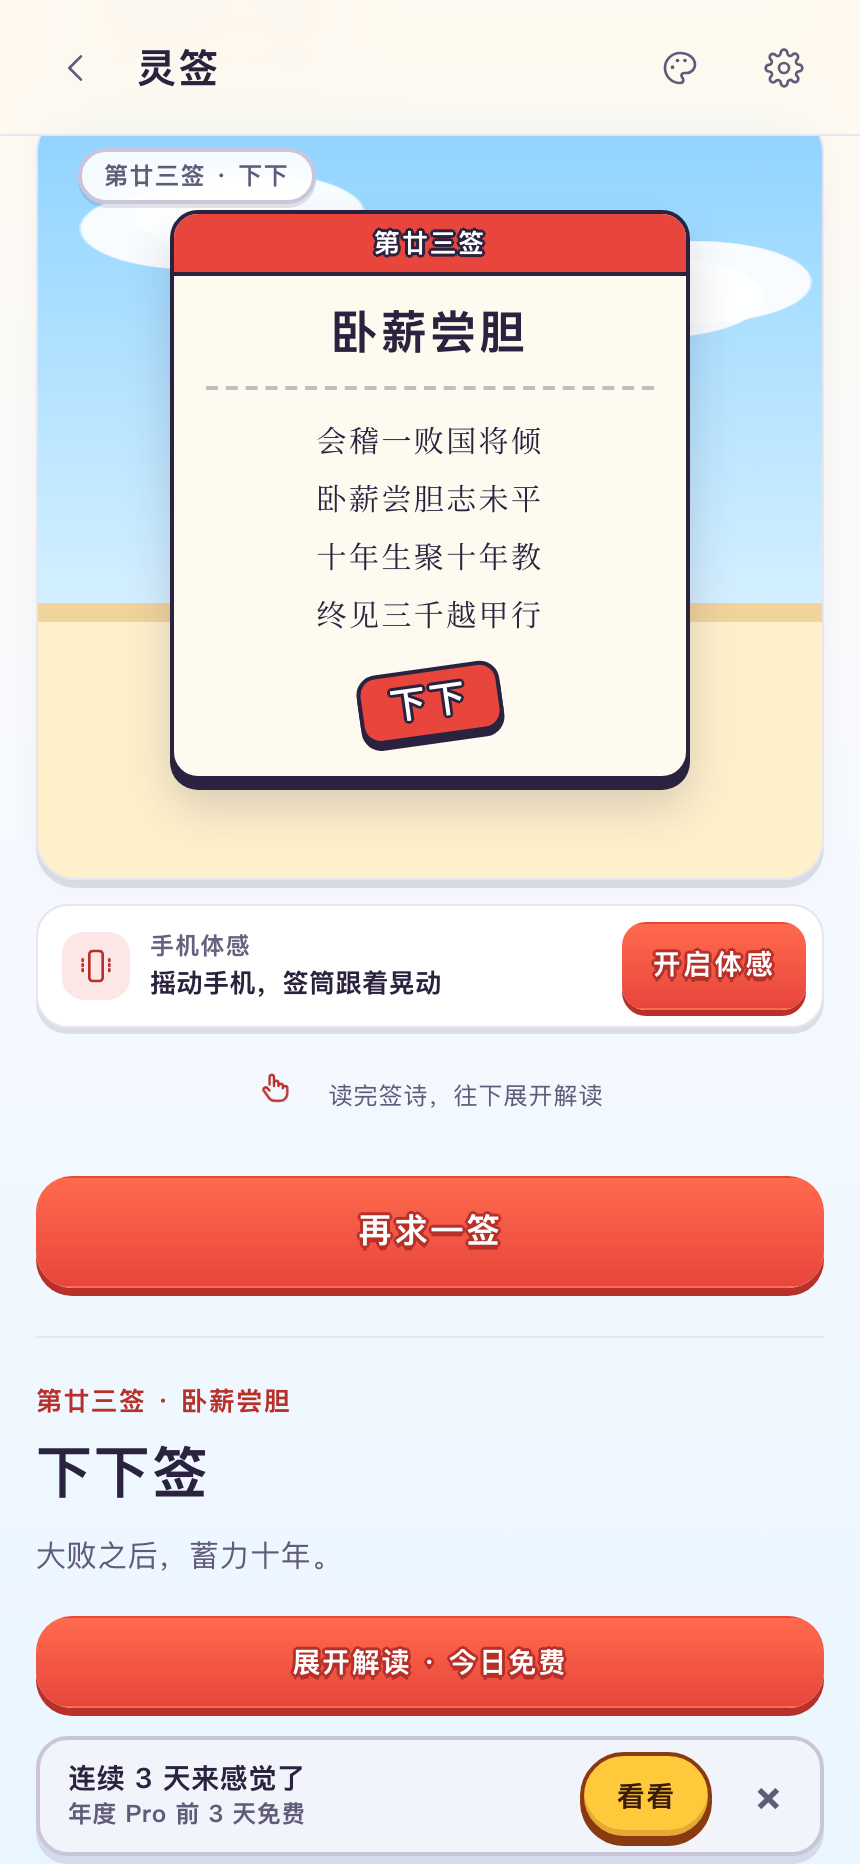 灵签
第廿三签 · 下下
第廿三签
卧薪尝胆
会稽一败国将倾
卧薪尝胆志未平
十年生聚十年教
终见三千越甲行
下下
手机体感
摇动手机，签筒跟着晃动
开启体感
读完签诗，往下展开解读
再求一签
第廿三签 · 卧薪尝胆
下下签
大败之后，蓄力十年。
展开解读 · 今日免费
连续 3 天来感觉了
年度 Pro 前 3 天免费
看看